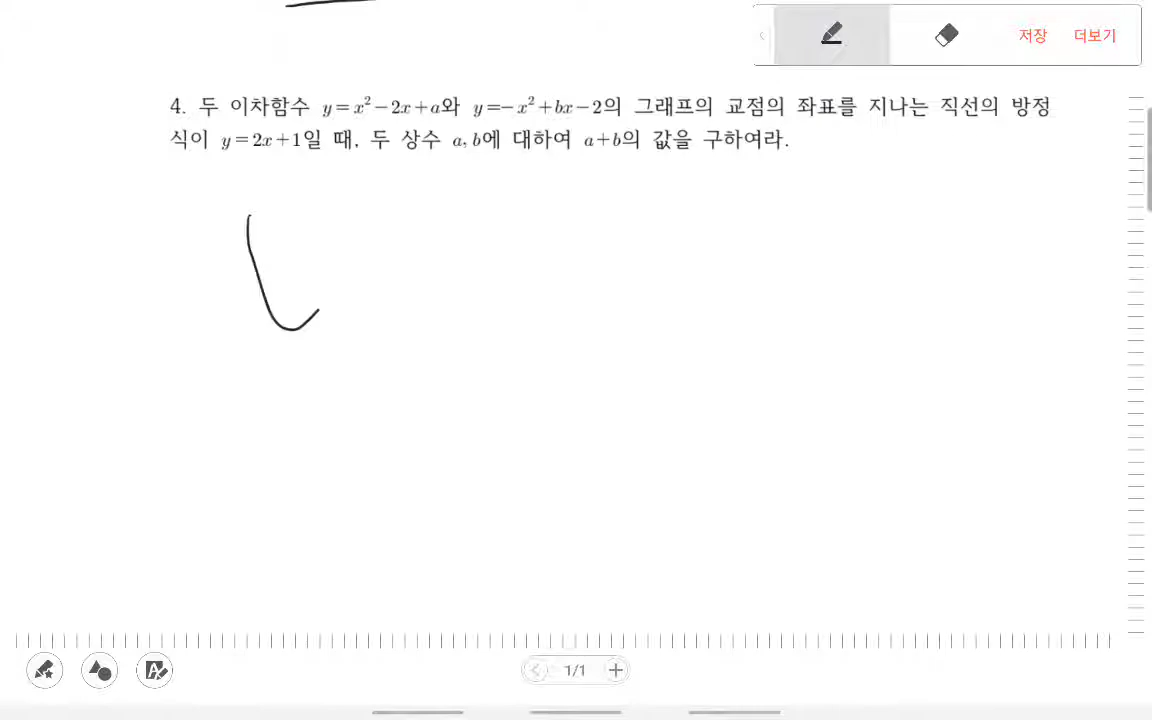 저장 더보기
4. 두 이차함수 y=x²-2x+a와 y=-x²+bx-2의 그래프의 교점의 좌표를 지나는 직선의 방정
식이 y=2x+1일 때, 두 상수 a, b에 대하여 a+b의 값을 구하여라.
1/1